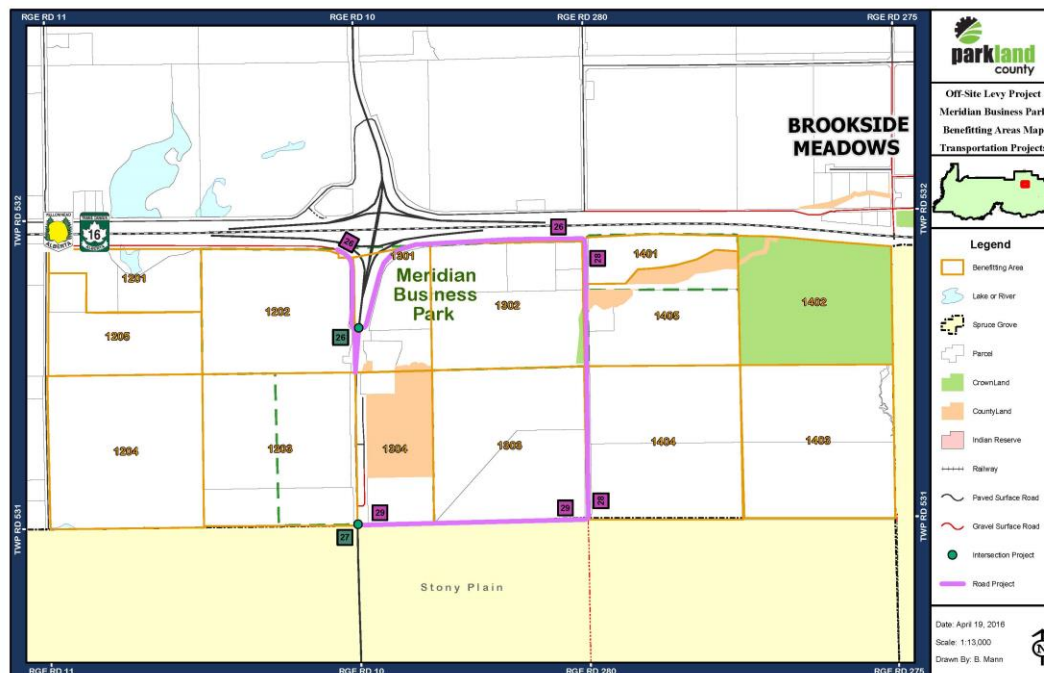 RGE RD 11
RGE RD 10
RGE RD 280
RGE RD 275
TWP RD 532
TWP RD 532
BROOKSIDE
MEADOWS
YELLOWHEAD
ALBERTA
16
26
26
28
1201
1301
1401
Meridian
Business
Park
1202
1302
1402
1205
1405
26
1204
1203
1304
1303
1404
1403
29
29
28
27
TWP RD 531
TWP RD 531
Stony Plain
RGE RD 11
RGE RD 10
RGE RD 280
RGE RD 275
parkland
county
Off-Site Levy Project
Meridian Business Park
Benefitting Areas Map
Transportation Projects
Legend
Benefitting Area
Lake or River
Spruce Grove
Parcel
CrownLand
CountyLand
Indian Reserve
Railway
Paved Surface Road
Gravel Surface Road
Intersection Project
Road Project
Date: April 19, 2016
Scale: 1:13,000
Drawn By: B. Mann
N